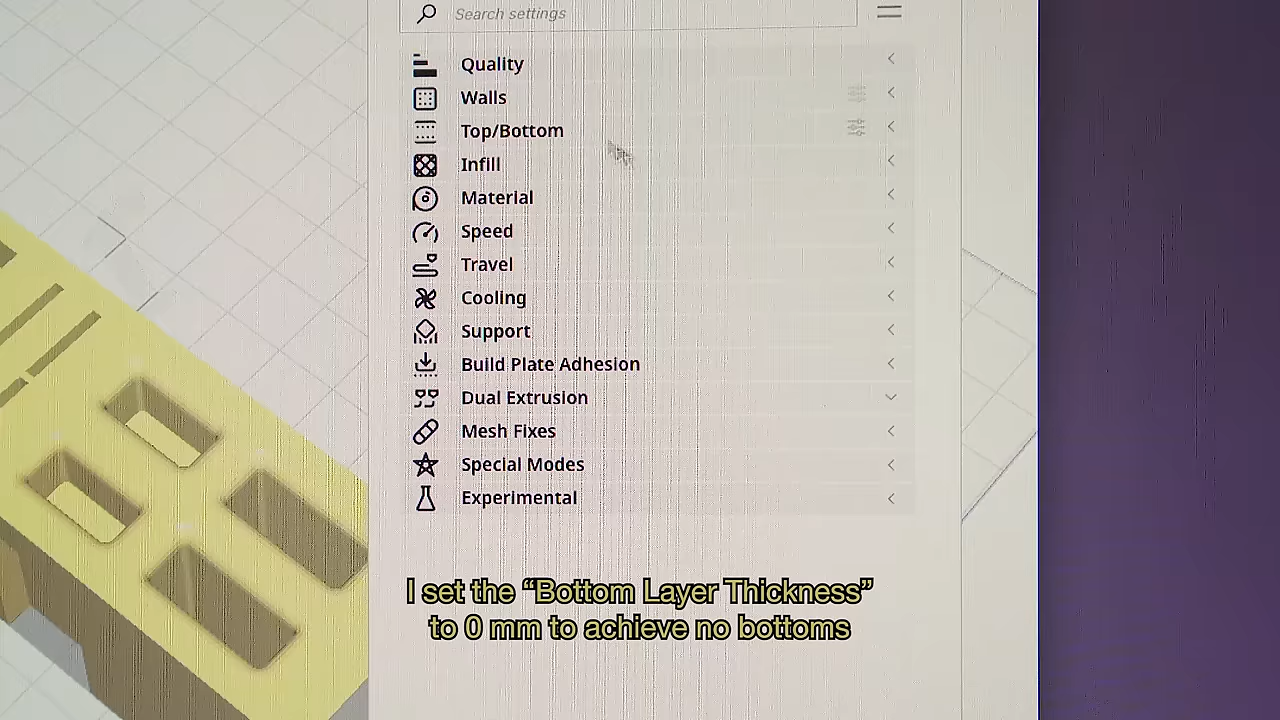 Search settings
Quality
Walls
Top/Bottom
Infill
Material
Speed
Travel
Cooling
Support
Build Plate Adhesion
Dual Extrusion
Mesh Fixes
Special Modes
Experimental
I set the “Bottom Layer Thickness”
to 0 mm to achieve no bottoms